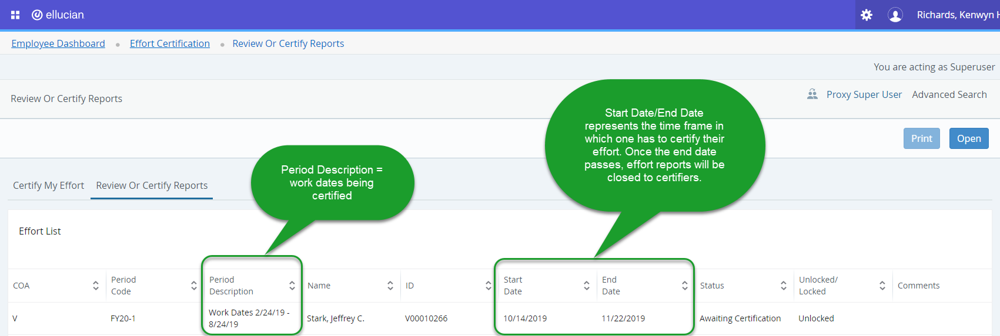 ellucian
Richards, Kenwyn H
Employee Dashboard • Effort Certification • Review Or Certify Reports
You are acting as Superuser
Review Or Certify Reports
Proxy Super User Advanced Search
Print Open
Start Date/End Date
represents the time frame in
which one has to certify their
effort. Once the end date
passes, effort reports will be
closed to certifiers.
Period Description =
work dates being
certified
Certify My Effort Review Or Certify Reports
Effort List
COA
Period
Code
Period
Description
Name
ID
Start
Date
End
Date
Status
Unlocked/
Locked
Comments
V
FY20-1
Work Dates 2/24/19 -
8/24/19
Stark, Jeffrey C.
V00010266
10/14/2019
11/22/2019
Awaiting Certification
Unlocked